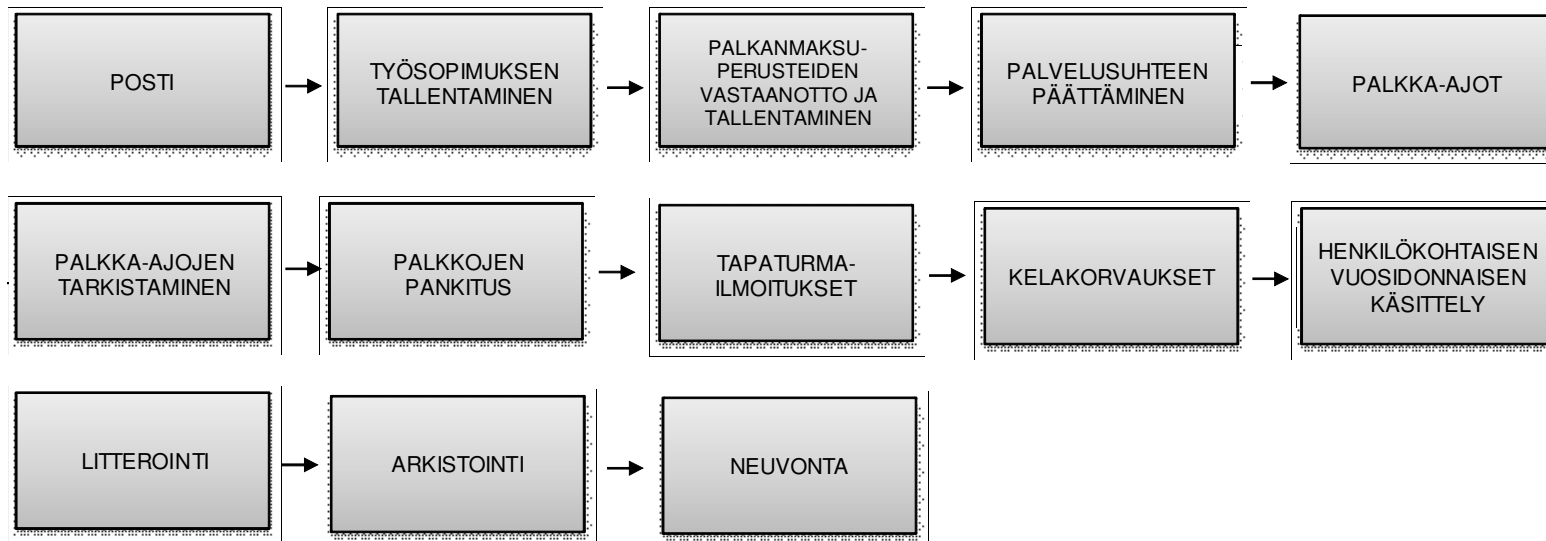 POSTI
TYÖSOPIMUKSEN
TALLENTAMINEN
PALKANMAKSU-
PERUSTEIDEN
VASTAANOTTO JA
TALLENTAMINEN
PALVELUSUHTEEN
PÄÄTTÄMINEN
PALKKA-AJOT
PALKKA-AJOJEN
TARKISTAMINEN
PALKKOJEN
PANKITUS
TAPATURMA-
ILMOITUKSET
KELAKORVAUKSET
HENKILÖKOHTAISEN
VUOSIDONNAISEN
KÄSITTELY
LITTEROINTI
ARKISTOINTI
NEUVONTA